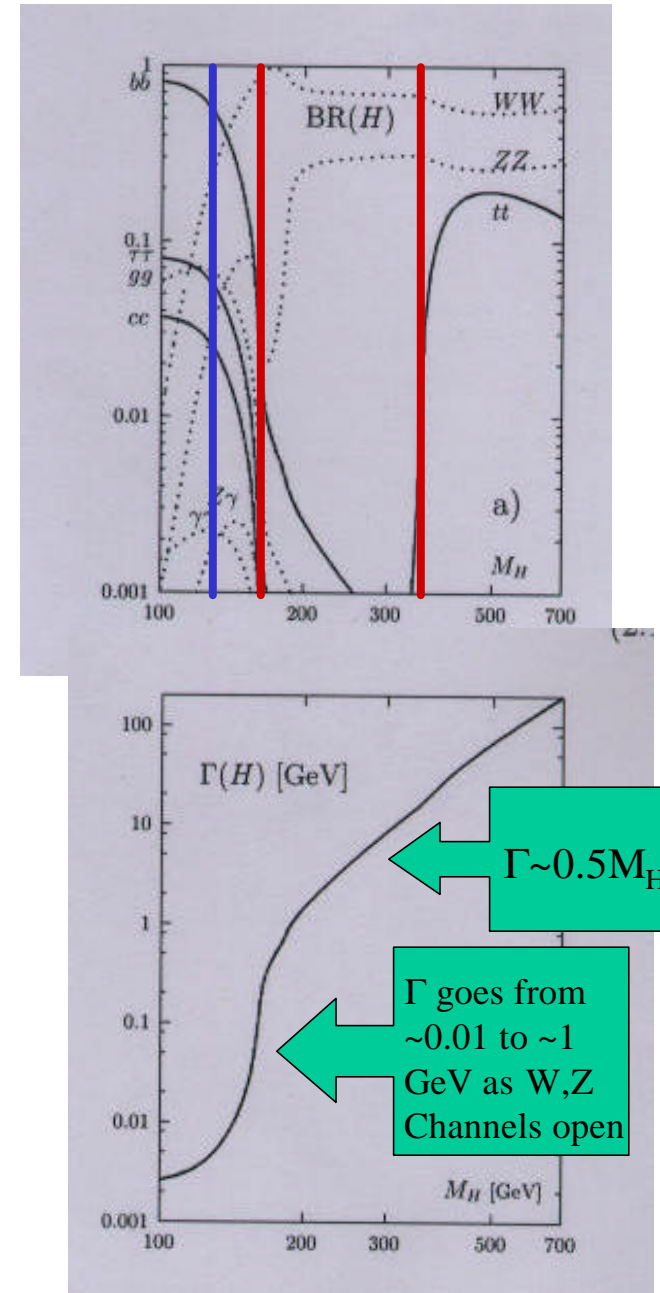 1
bb
BR(H)
WW
ZZ
tt
0.1
ττ
gg
cc
0.01
Zγ
γγ
a)
0.001
M_H
100
200
300
500
700
(2.
100
Γ(H) [GeV]
10
Γ~0.5M_H
1
Γ goes from
~0.01 to ~1
GeV as W,Z
Channels open
0.1
0.01
M_H [GeV]
0.001
100
200
300
500
700